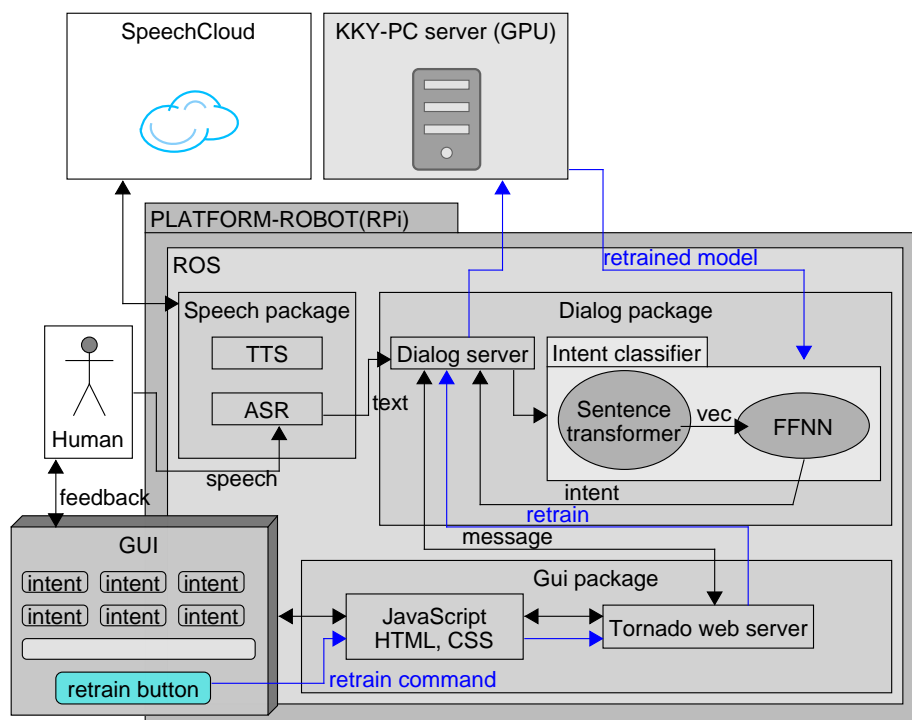 SpeechCloud
KKY-PC server (GPU)
PLATFORM-ROBOT(RPi)
ROS
retrained model
Speech package
Dialog package
TTS
Dialog server
Intent classifier
ASR
text
Sentence
transformer
vec
FFNN
Human
speech
intent
feedback
retrain
message
GUI
Gui package
intent intent intent
intent intent intent
JavaScript
HTML, CSS
Tornado web server
retrain button
retrain command